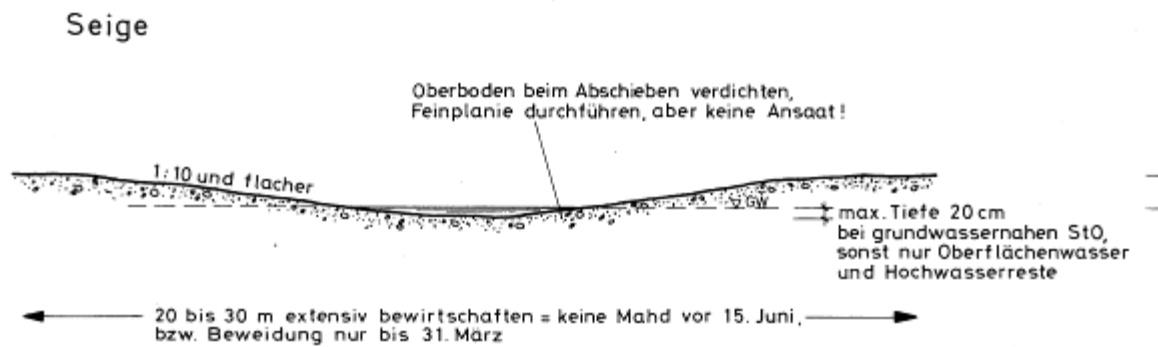 Seige
Oberboden beim Abschieben verdichten,
Feinplanie durchführen, aber keine Ansaat!
1:10 und flacher
GW
max. Tiefe 20 cm
bei grundwassernahen StO,
sonst nur Oberflächenwasser
und Hochwasserreste
20 bis 30 m extensiv bewirtschaften = keine Mahd vor 15. Juni,
bzw. Beweidung nur bis 31. März